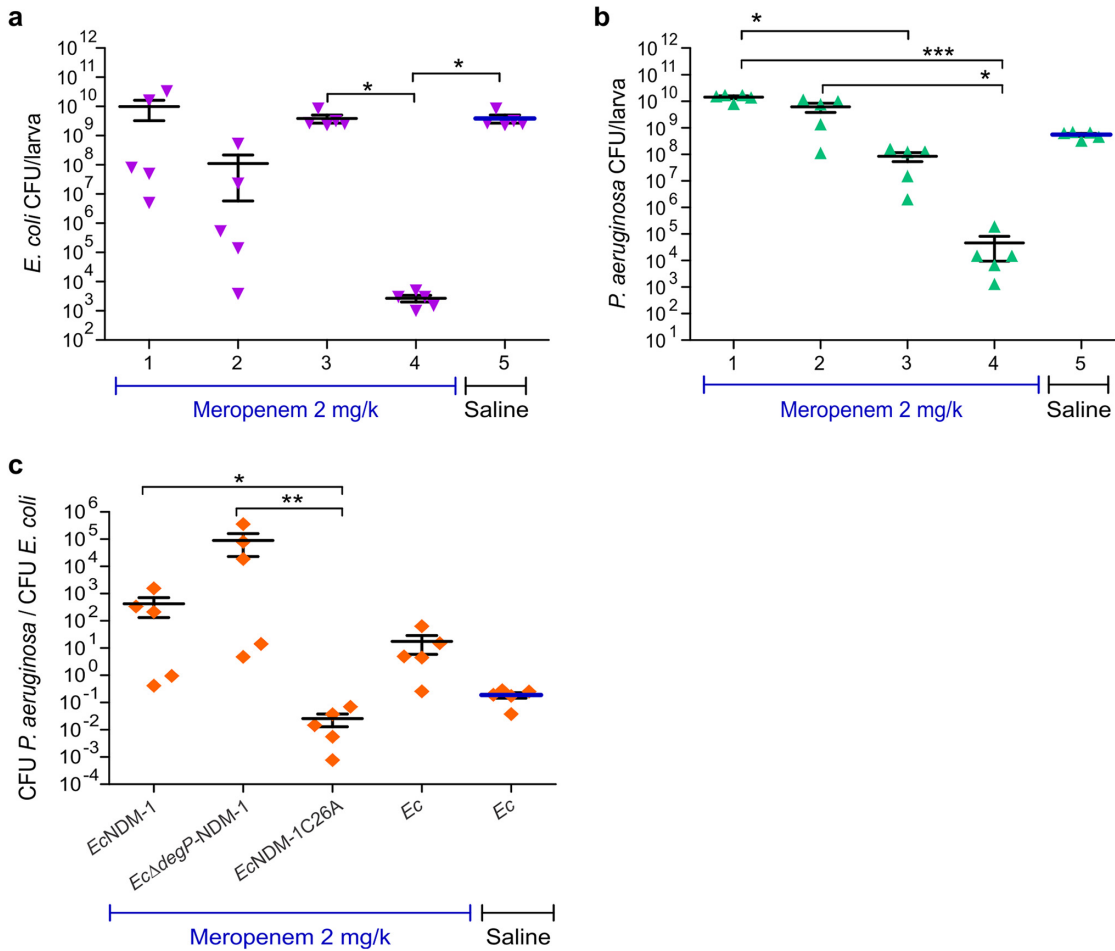 a
E. coli CFU/larva
10^12
10^11
10^10
10^9
10^8
10^7
10^6
10^5
10^4
10^3
10^2
*
*
1 2 3 4 5
Meropenem 2 mg/k Saline
b
P. aeruginosa CFU/larva
10^12
10^11
10^10
10^9
10^8
10^7
10^6
10^5
10^4
10^3
10^2
10^1
*
***
*
1 2 3 4 5
Meropenem 2 mg/k Saline
c
CFU P. aeruginosa / CFU E. coli
10^6
10^5
10^4
10^3
10^2
10^1
10^0
10^-1
10^-2
10^-3
10^-4
*
**
EcNDM-1
EcΔdegP-NDM-1
EcNDM-1C26A
Ec
Ec
Meropenem 2 mg/k Saline